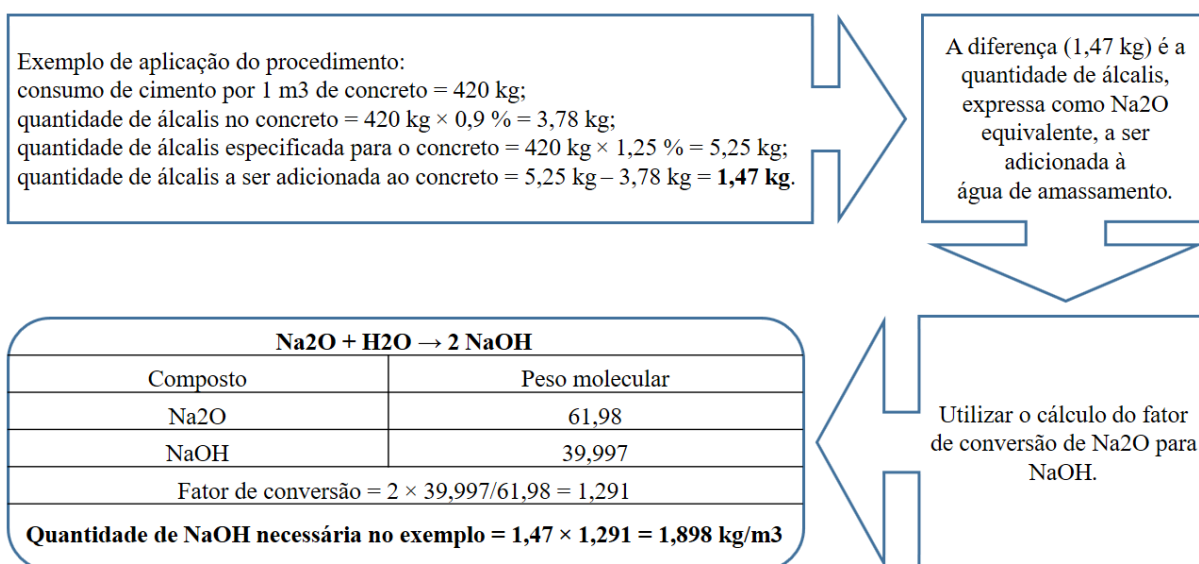 Exemplo de aplicação do procedimento:
consumo de cimento por 1 m3 de concreto = 420 kg;
quantidade de álcalis no concreto = 420 kg × 0,9 % = 3,78 kg;
quantidade de álcalis especificada para o concreto = 420 kg × 1,25 % = 5,25 kg;
quantidade de álcalis a ser adicionada ao concreto = 5,25 kg – 3,78 kg = 1,47 kg.
A diferença (1,47 kg) é a
quantidade de álcalis,
expressa como Na2O
equivalente, a ser
adicionada à
água de amassamento.
Utilizar o cálculo do fator
de conversão de Na2O para
NaOH.
Na2O + H2O → 2 NaOH
Composto Peso molecular
Na2O 61,98
NaOH 39,997
Fator de conversão = 2 × 39,997/61,98 = 1,291
Quantidade de NaOH necessária no exemplo = 1,47 × 1,291 = 1,898 kg/m3